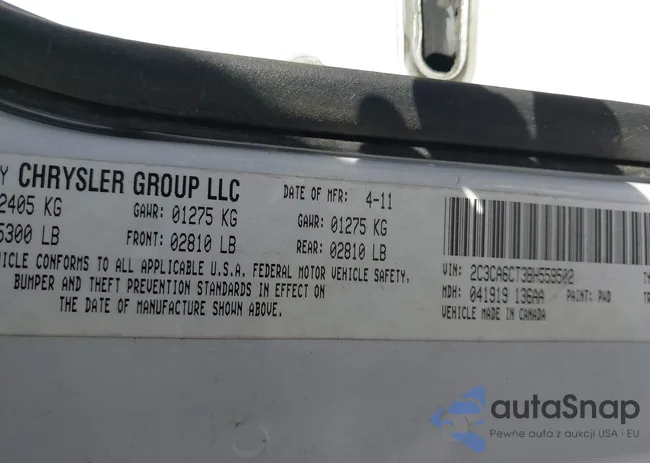 Y CHRYSLER GROUP LLC DATE OF MFR: 4-11
2405 KG GAWR: 01275 KG GAWR: 01275 KG
5300 LB FRONT: 02810 LB REAR: 02810 LB
HICLE CONFORMS TO ALL APPLICABLE U.S.A. FEDERAL MOTOR VEHICLE SAFETY,
BUMPER AND THEFT PREVENTION STANDARDS IN EFFECT ON
THE DATE OF MANUFACTURE SHOWN ABOVE.
VIN: 2C3CA6CT3BH559502
MDH: 041919 136AA PAINT: PWD
VEHICLE MADE IN CANADA
autaSnap
Pewne auta z aukcji USA i EU